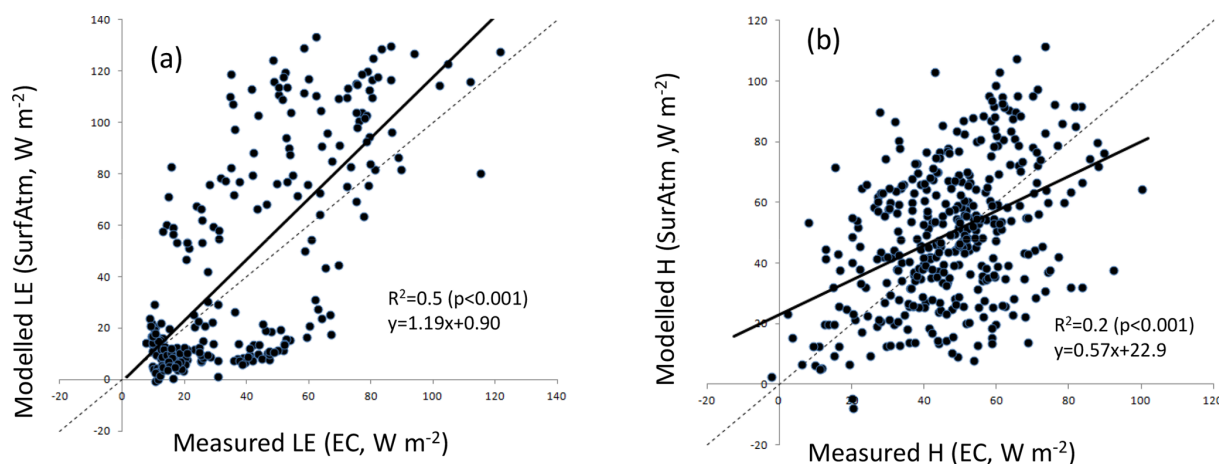 (a)
Modelled LE (SurfAtm, W m⁻²)
140
120
100
80
60
40
20
0
-20
-20 0 20 40 60 80 100 120 140
R²=0.5 (p<0.001)
y=1.19x+0.90
Measured LE (EC, W m⁻²)
(b)
Modelled H (SurAtm ,W m⁻²)
120
100
80
60
40
20
0
-20
-20 0 20 40 60 80 100 120
R²=0.2 (p<0.001)
y=0.57x+22.9
Measured H (EC, W m⁻²)